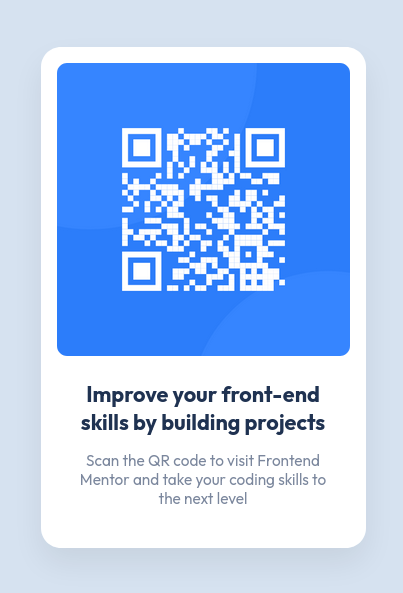 Improve your front-end
skills by building projects
Scan the QR code to visit Frontend
Mentor and take your coding skills to
the next level